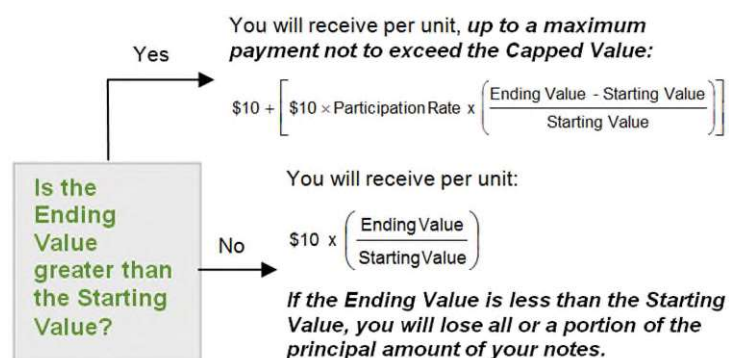 You will receive per unit, up to a maximum
payment not to exceed the Capped Value:
Yes
$10 + [ $10 × Participation Rate x ( Ending Value - Starting Value
Starting Value ) ]
Is the
Ending
Value
greater than
the Starting
Value?
No
You will receive per unit:
$10 x ( Ending Value
Starting Value )
If the Ending Value is less than the Starting
Value, you will lose all or a portion of the
principal amount of your notes.